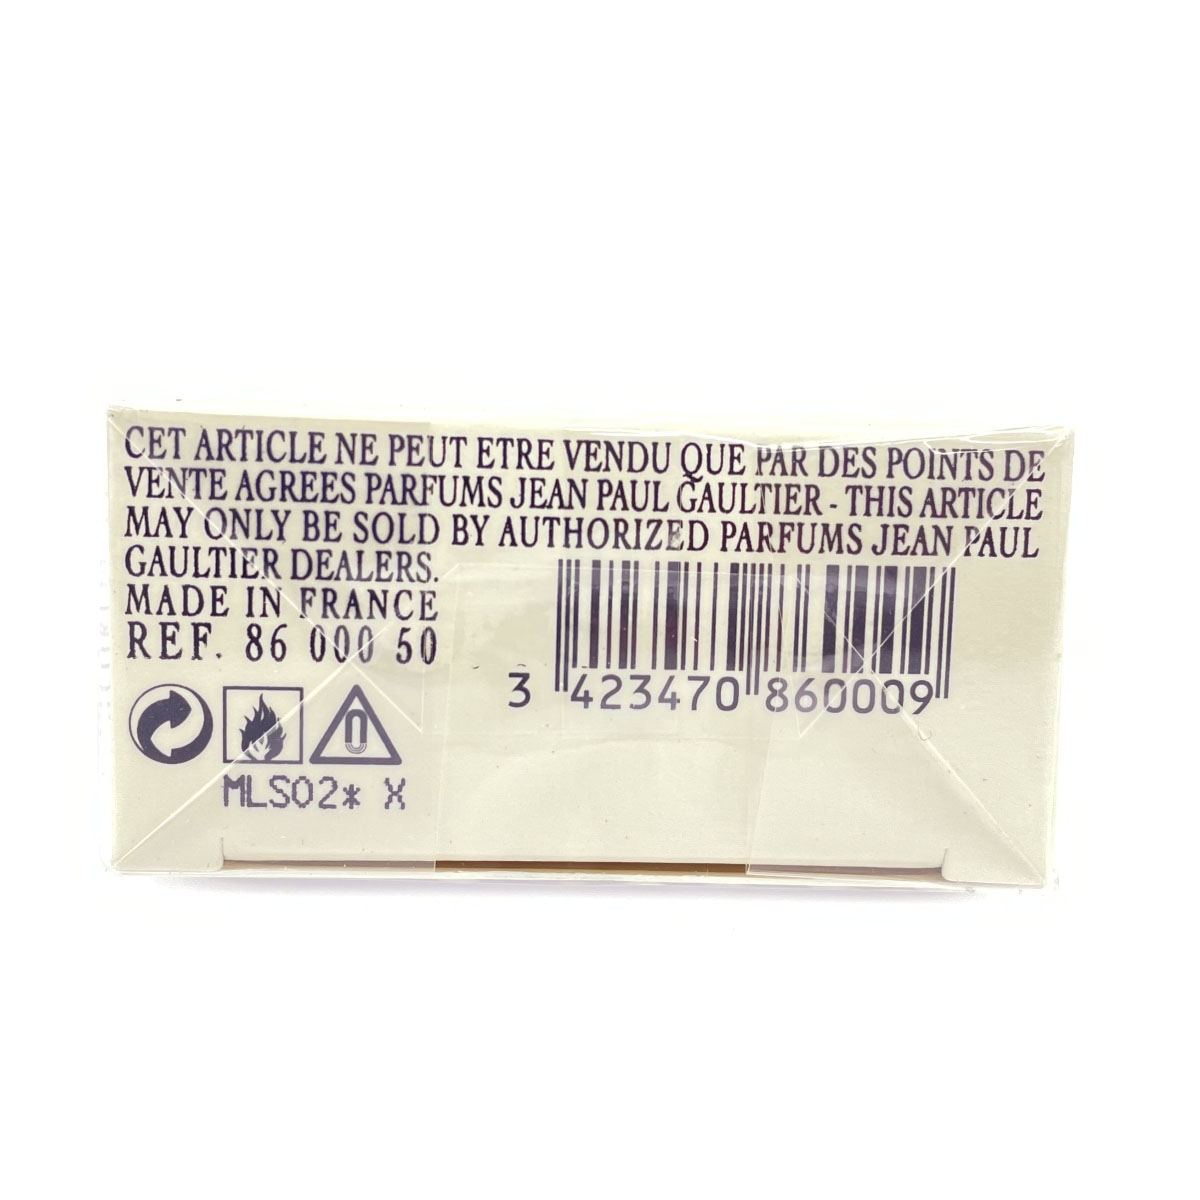 CET ARTICLE NE PEUT ETRE VENDU QUE PAR DES POINTS DE
VENTE AGREES PARFUMS JEAN PAUL GAULTIER - THIS ARTICLE
MAY ONLY BE SOLD BY AUTHORIZED PARFUMS JEAN PAUL
GAULTIER DEALERS.
MADE IN FRANCE
REF. 86 000 50
3 423470 860009
MLS02* X